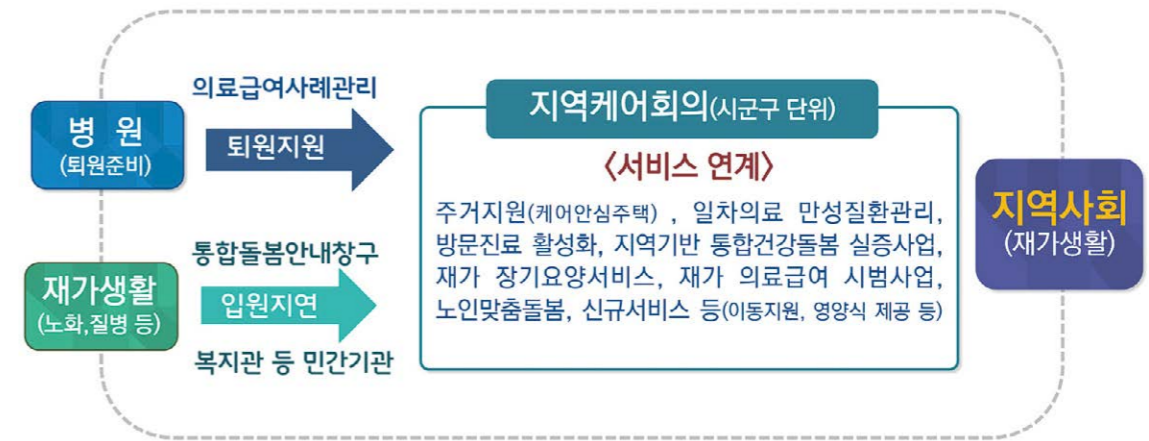 병 원
(퇴원준비)
의료급여사례관리
퇴원지원
재가생활
(노화,질병 등)
통합돌봄안내창구
입원지연
복지관 등 민간기관
지역케어회의(시군구 단위)
〈서비스 연계〉
주거지원(케어안심주택) , 일차의료 만성질환관리,
방문진료 활성화, 지역기반 통합건강돌봄 실증사업,
재가 장기요양서비스, 재가 의료급여 시범사업,
노인맞춤돌봄, 신규서비스 등(이동지원, 영양식 제공 등)
지역사회
(재가생활)